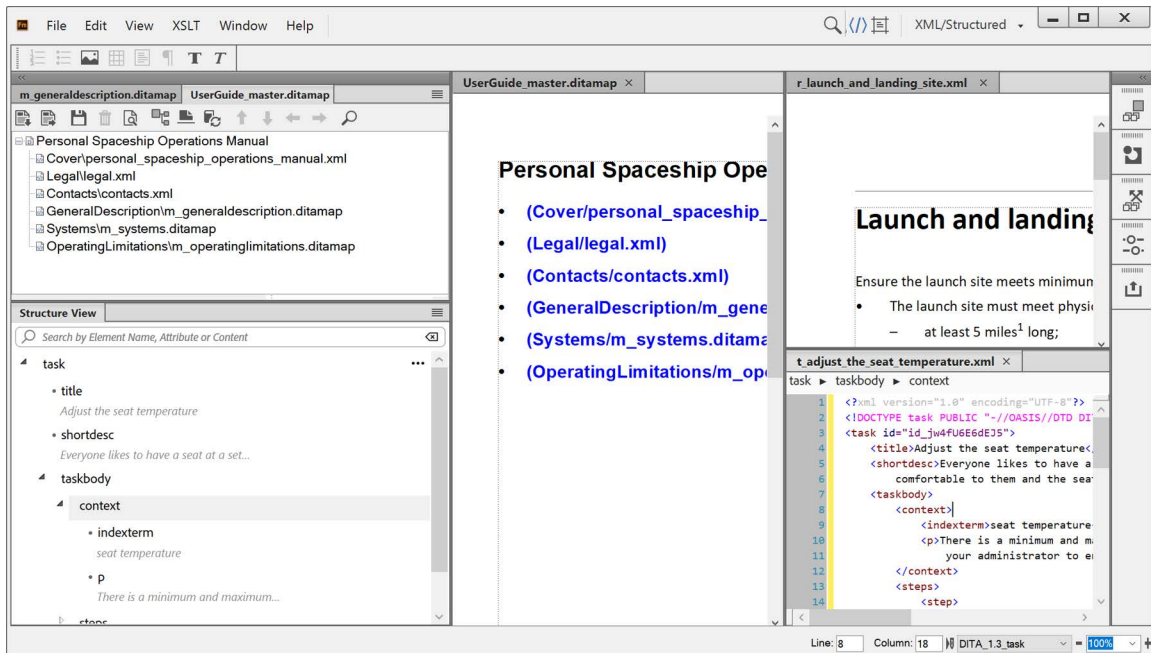 Fm File Edit View XSLT Window Help XML/Structured
T T
m_generaldescription.ditamap UserGuide_master.ditamap
Personal Spaceship Operations Manual
Cover\personal_spaceship_operations_manual.xml
Legal\legal.xml
Contacts\contacts.xml
GeneralDescription\m_generaldescription.ditamap
Systems\m_systems.ditamap
OperatingLimitations\m_operatinglimitations.ditamap
Structure View
Search by Element Name, Attribute or Content
task
title
Adjust the seat temperature
shortdesc
Everyone likes to have a seat at a set...
taskbody
context
indexterm
seat temperature
p
There is a minimum and maximum...
steps
UserGuide_master.ditamap
Personal Spaceship Ope
(Cover/personal_spaceship_
(Legal/legal.xml)
(Contacts/contacts.xml)
(GeneralDescription/m_gene
(Systems/m_systems.ditama
(OperatingLimitations/m_op
r_launch_and_landing_site.xml
Launch and landing
Ensure the launch site meets minimum
• The launch site must meet physi
– at least 5 miles1 long;
t_adjust_the_seat_temperature.xml
task ▸ taskbody ▸ context
1 <?xml version="1.0" encoding="UTF-8"?>
2 <!DOCTYPE task PUBLIC "-//OASIS//DTD DI
3 <task id="id_jw4fU6E6dEJ5">
4 <title>Adjust the seat temperature<
5 <shortdesc>Everyone likes to have a
6 comfortable to them and the sea
7 <taskbody>
8 <context>
9 <indexterm>seat temperature
10 <p>There is a minimum and ma
11 your administrator to e
12 </context>
13 <steps>
14 <step>
Line: 8 Column: 18 DITA_1.3_task 100%